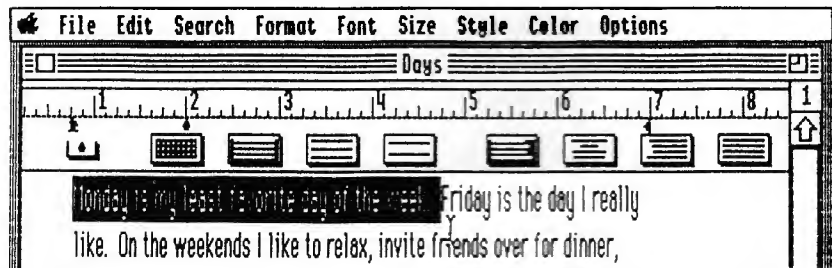 File Edit Search Format Font Size Style Color Options
Days
1 2 3 4 5 6 7 8 1
Monday is my least favorite day of the week. Friday is the day I really
like. On the weekends I like to relax, invite friends over for dinner,